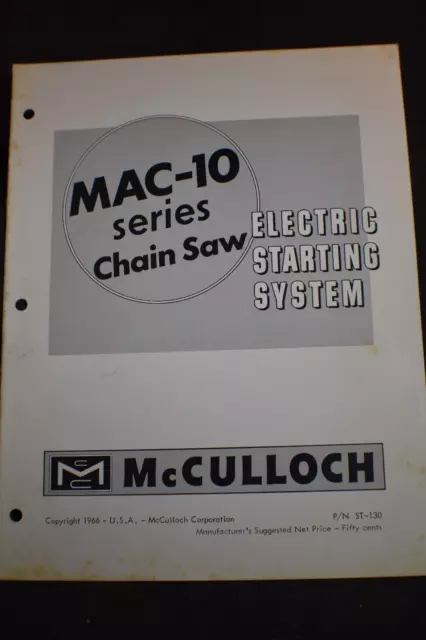 MAC-10
series
Chain Saw
ELECTRIC
STARTING
SYSTEM
McCULLOCH
Copyright 1966 - U.S.A. - McCulloch Corporation
P/N ST-130
Manufacturer's Suggested Net Price - Fifty cents